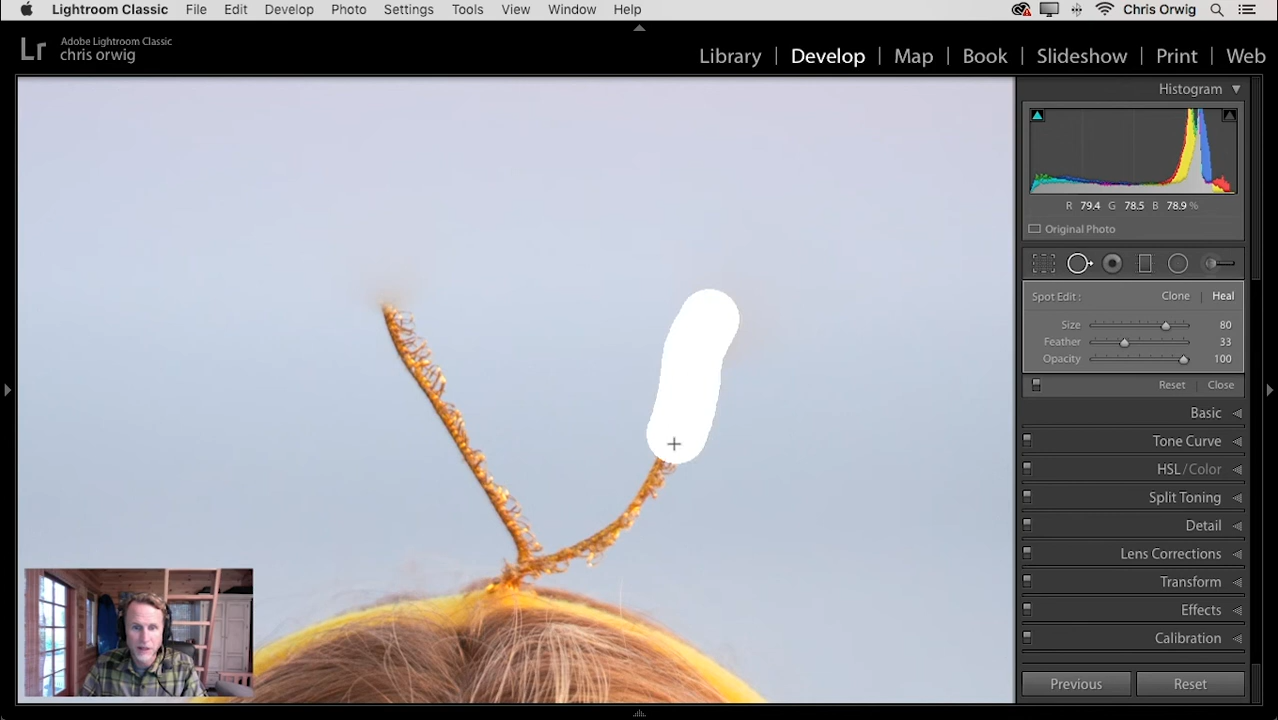 Lightroom Classic File Edit Develop Photo Settings Tools View Window Help Chris Orwig
Lr Adobe Lightroom Classic
chris orwig
Library | Develop | Map | Book | Slideshow | Print | Web
Histogram
R 79.4 G 78.5 B 78.9 %
Original Photo
Spot Edit : Clone | Heal
Size 80
Feather 33
Opacity 100
Reset Close
Basic
Tone Curve
HSL / Color
Split Toning
Detail
Lens Corrections
Transform
Effects
Calibration
Previous Reset